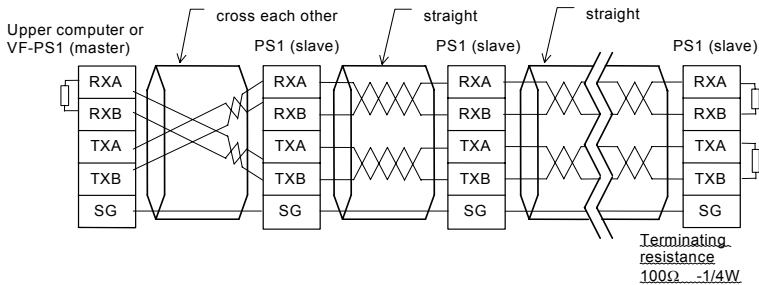 cross each other
straight
straight
Upper computer or
VF-PS1 (master)
PS1 (slave)
PS1 (slave)
PS1 (slave)
RXA
RXB
TXA
TXB
SG
RXA
RXB
TXA
TXB
SG
RXA
RXB
TXA
TXB
SG
RXA
RXB
TXA
TXB
SG
Terminating
resistance
100Ω -1/4W